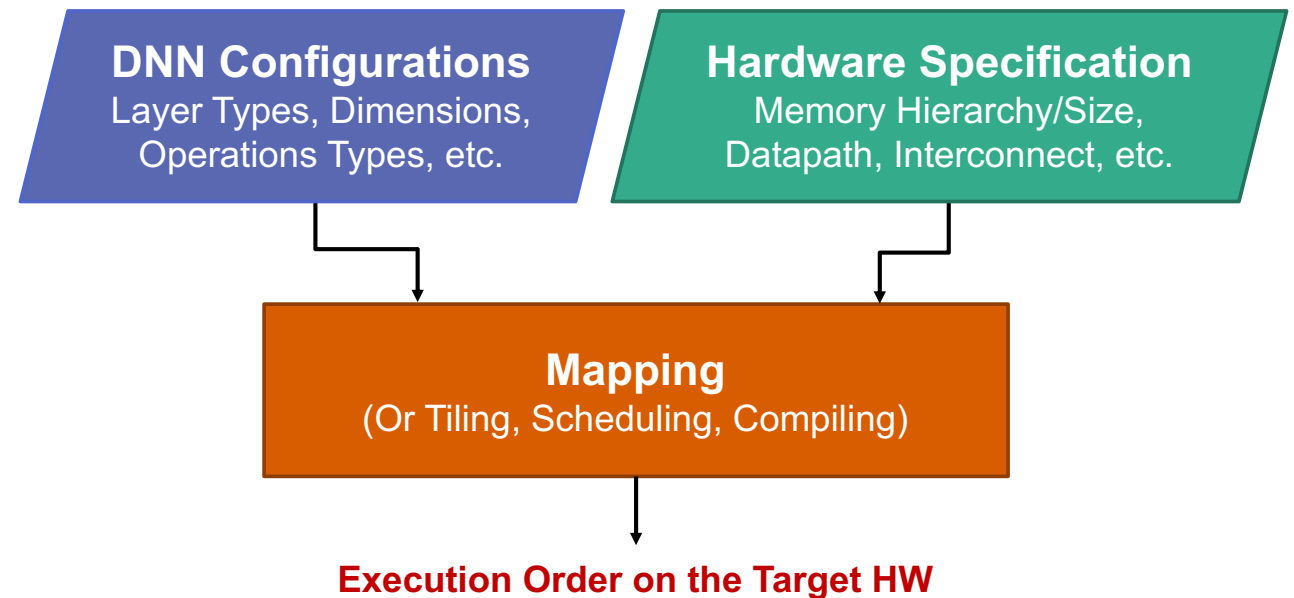 DNN Configurations
Layer Types, Dimensions,
Operations Types, etc.
Hardware Specification
Memory Hierarchy/Size,
Datapath, Interconnect, etc.
Mapping
(Or Tiling, Scheduling, Compiling)
Execution Order on the Target HW